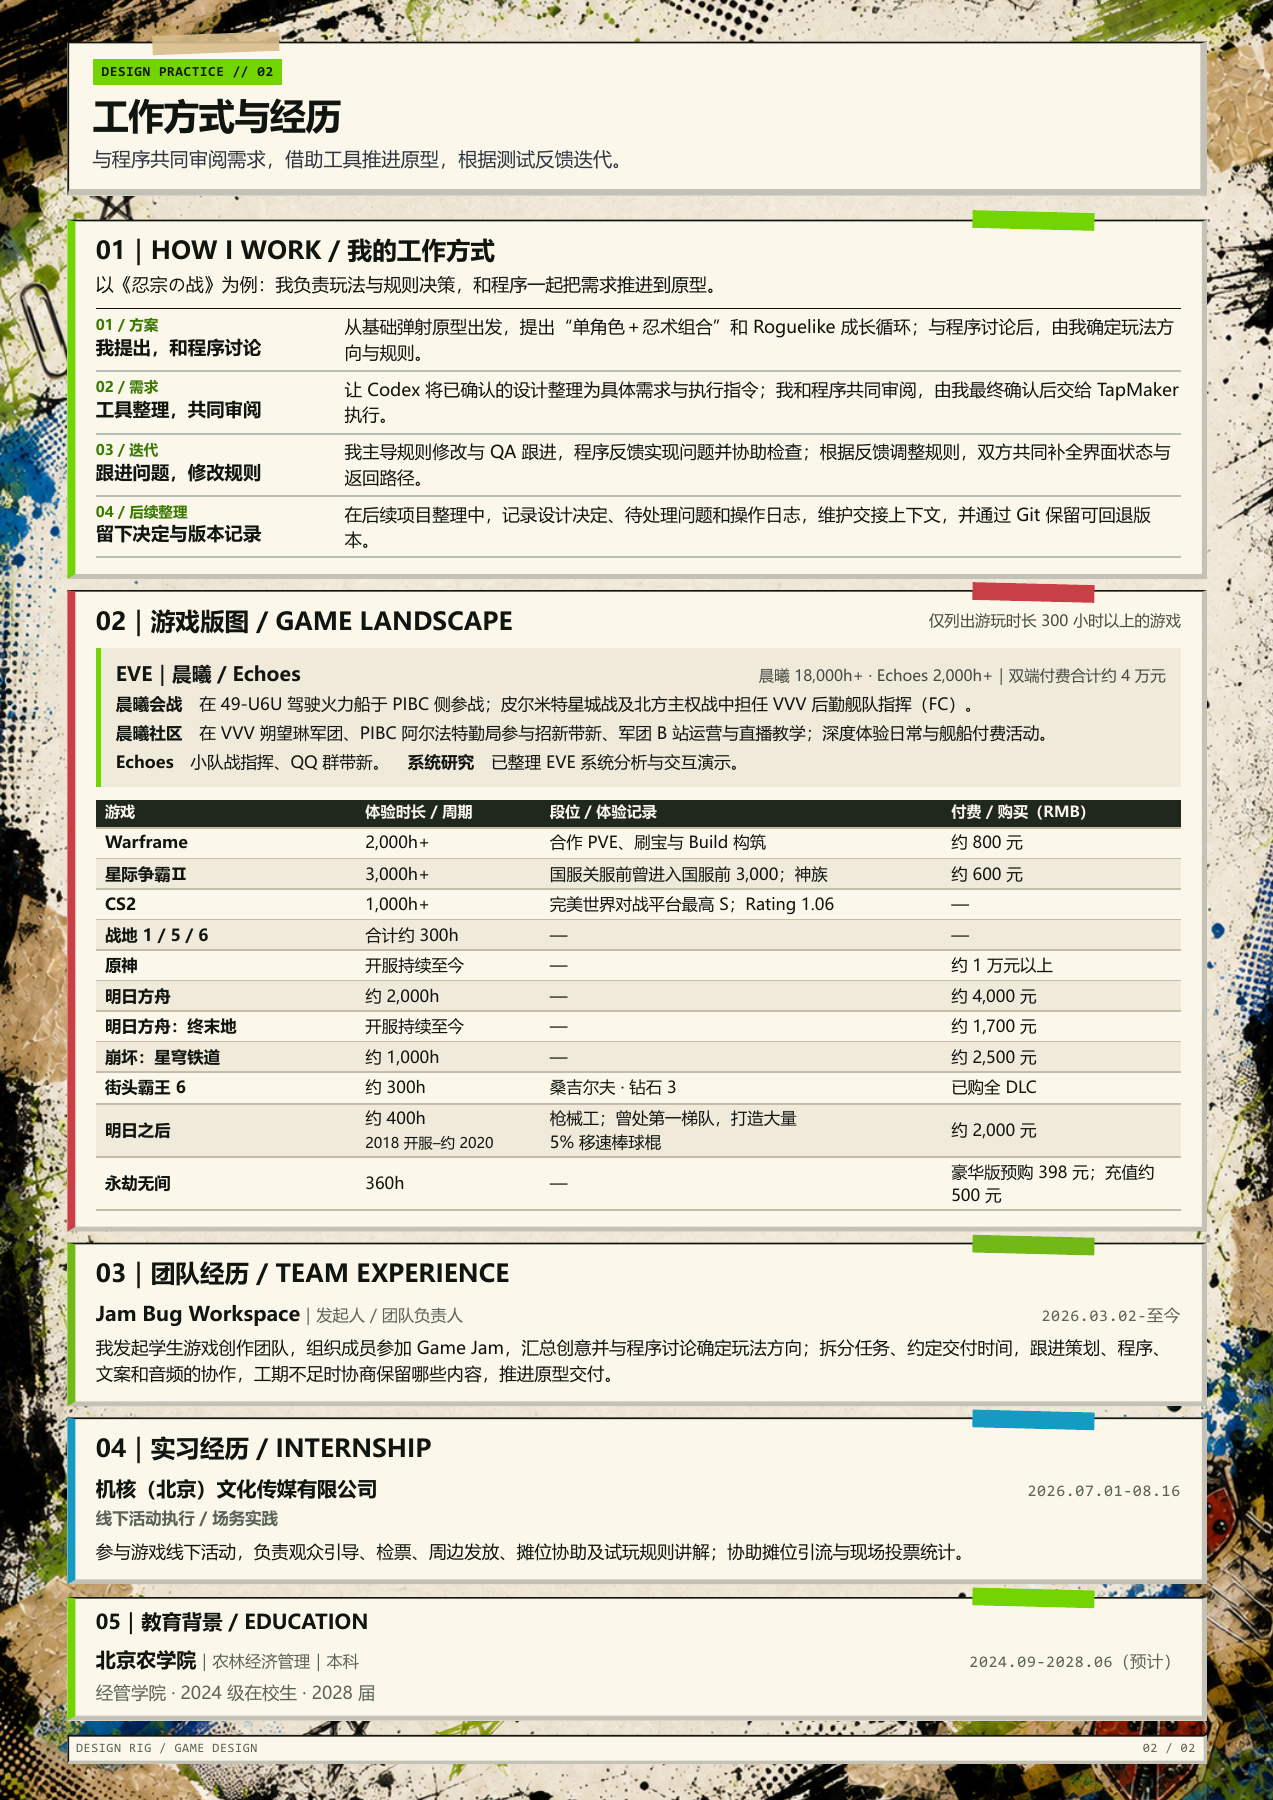 DESIGN PRACTICE // 02
工作方式与经历
与程序共同审阅需求，借助工具推进原型，根据测试反馈迭代。
01｜HOW I WORK / 我的工作方式
以《忍宗の战》为例：我负责玩法与规则决策，和程序一起把需求推进到原型。
01 / 方案
我提出，和程序讨论
从基础弹射原型出发，提出“单角色＋忍术组合”和 Roguelike 成长循环；与程序讨论后，由我确定玩法方
向与规则。
02 / 需求
工具整理，共同审阅
让 Codex 将已确认的设计整理为具体需求与执行指令；我和程序共同审阅，由我最终确认后交给 TapMaker
执行。
03 / 迭代
跟进问题，修改规则
我主导规则修改与 QA 跟进，程序反馈实现问题并协助检查；根据反馈调整规则，双方共同补全界面状态与
返回路径。
04 / 后续整理
留下决定与版本记录
在后续项目整理中，记录设计决定、待处理问题和操作日志，维护交接上下文，并通过 Git 保留可回退版
本。
02｜游戏版图 / GAME LANDSCAPE
仅列出游玩时长 300 小时以上的游戏
EVE｜晨曦 / Echoes
晨曦 18,000h+ · Echoes 2,000h+｜双端付费合计约 4 万元
晨曦会战 在 49-U6U 驾驶火力船于 PIBC 侧参战；皮尔米特星城战及北方主权战中担任 VVV 后勤舰队指挥（FC）。
晨曦社区 在 VVV 朔望琳军团、PIBC 阿尔法特勤局参与招新带新、军团 B 站运营与直播教学；深度体验日常与舰船付费活动。
Echoes 小队战指挥、QQ 群带新。 系统研究 已整理 EVE 系统分析与交互演示。
游戏 体验时长 / 周期 段位 / 体验记录 付费 / 购买（RMB）
Warframe 2,000h+ 合作 PVE、刷宝与 Build 构筑 约 800 元
星际争霸Ⅱ 3,000h+ 国服关服前曾进入国服前 3,000；神族 约 600 元
CS2 1,000h+ 完美世界对战平台最高 S；Rating 1.06 —
战地 1 / 5 / 6 合计约 300h — —
原神 开服持续至今 — 约 1 万元以上
明日方舟 约 2,000h — 约 4,000 元
明日方舟：终末地 开服持续至今 — 约 1,700 元
崩坏：星穹铁道 约 1,000h — 约 2,500 元
街头霸王 6 约 300h 桑吉尔夫 · 钻石 3 已购全 DLC
明日之后
约 400h
2018 开服–约 2020
枪械工；曾处第一梯队，打造大量
5% 移速棒球棍
约 2,000 元
永劫无间 360h —
豪华版预购 398 元；充值约
500 元
03｜团队经历 / TEAM EXPERIENCE
Jam Bug Workspace｜发起人 / 团队负责人
2026.03.02-至今
我发起学生游戏创作团队，组织成员参加 Game Jam，汇总创意并与程序讨论确定玩法方向；拆分任务、约定交付时间，跟进策划、程序、
文案和音频的协作，工期不足时协商保留哪些内容，推进原型交付。
04｜实习经历 / INTERNSHIP
机核（北京）文化传媒有限公司
2026.07.01-08.16
线下活动执行 / 场务实践
参与游戏线下活动，负责观众引导、检票、周边发放、摊位协助及试玩规则讲解；协助摊位引流与现场投票统计。
05｜教育背景 / EDUCATION
北京农学院｜农林经济管理｜本科
2024.09-2028.06（预计）
经管学院 · 2024 级在校生 · 2028 届
DESIGN RIG / GAME DESIGN
02 / 02